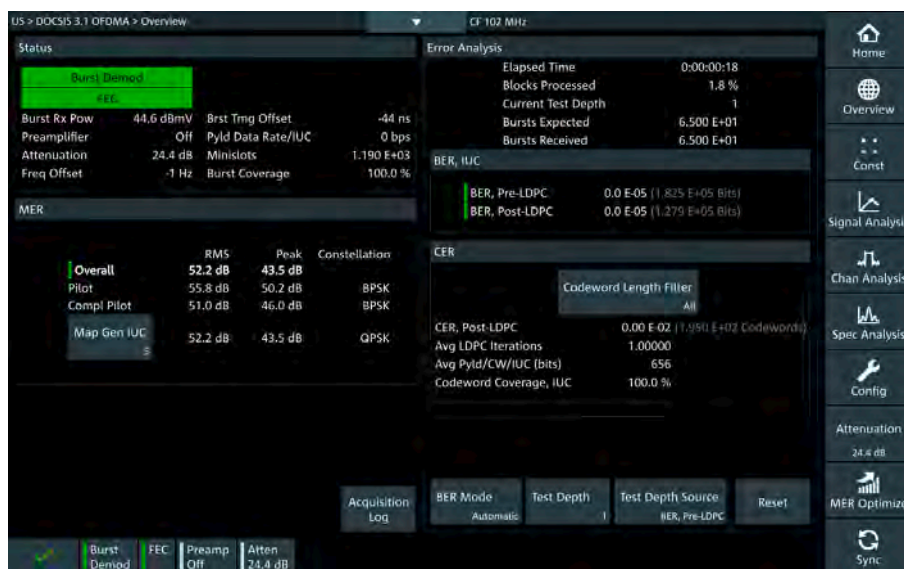 US > DOCSIS 3.1 OFDMA > Overview
CF 102 MHz
Status
Burst Demod
FEC
Burst Rx Pow 44.6 dBmV Brst Tmg Offset -44 ns
Preamplifier Off Pyld Data Rate/IUC 0 bps
Attenuation 24.4 dB Minislots 1.190 E+03
Freq Offset -1 Hz Burst Coverage 100.0 %
MER
RMS Peak Constellation
Overall 52.2 dB 43.5 dB
Pilot 55.8 dB 50.2 dB BPSK
Compl Pilot 51.0 dB 46.0 dB BPSK
Map Gen IUC 52.2 dB 43.5 dB QPSK
Acquisition
Log
Error Analysis
Elapsed Time 0:00:00:18
Blocks Processed 1.8 %
Current Test Depth 1
Bursts Expected 6.500 E+01
Bursts Received 6.500 E+01
BER, IUC
BER, Pre-LDPC 0.0 E-05 (1.825 E+05 Bits)
BER, Post-LDPC 0.0 E-05 (1.279 E+05 Bits)
CER
Codeword Length Filler
All
CER, Post-LDPC 0.00 E-02 (1.950 E+02 Codewords)
Avg LDPC Iterations 1.00000
Avg Pyld/CW/IUC (bits) 656
Codeword Coverage, IUC 100.0 %
BER Mode
Automatic
Test Depth
1
Test Depth Source
BER, Pre-LDPC
Reset
Home
Overview
Const
Signal Analysi
Chan Analysis
Spec Analysis
Config
Attenuation
24.4 dB
MER Optimize
Sync
Burst
Demod
FEC
Preamp
Off
Atten
24.4 dB